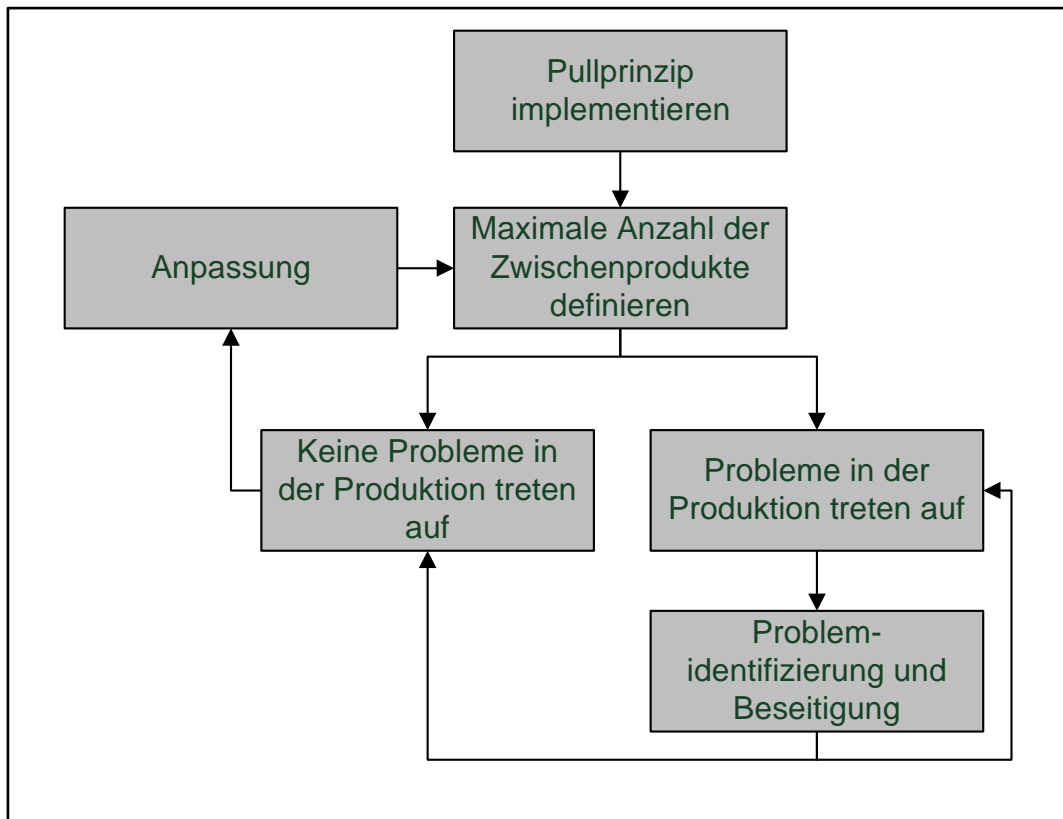 Pullprinzip
implementieren
Anpassung
Maximale Anzahl der
Zwischenprodukte
definieren
Keine Probleme in
der Produktion treten
auf
Probleme in der
Produktion treten auf
Problem-
identifizierung und
Beseitigung